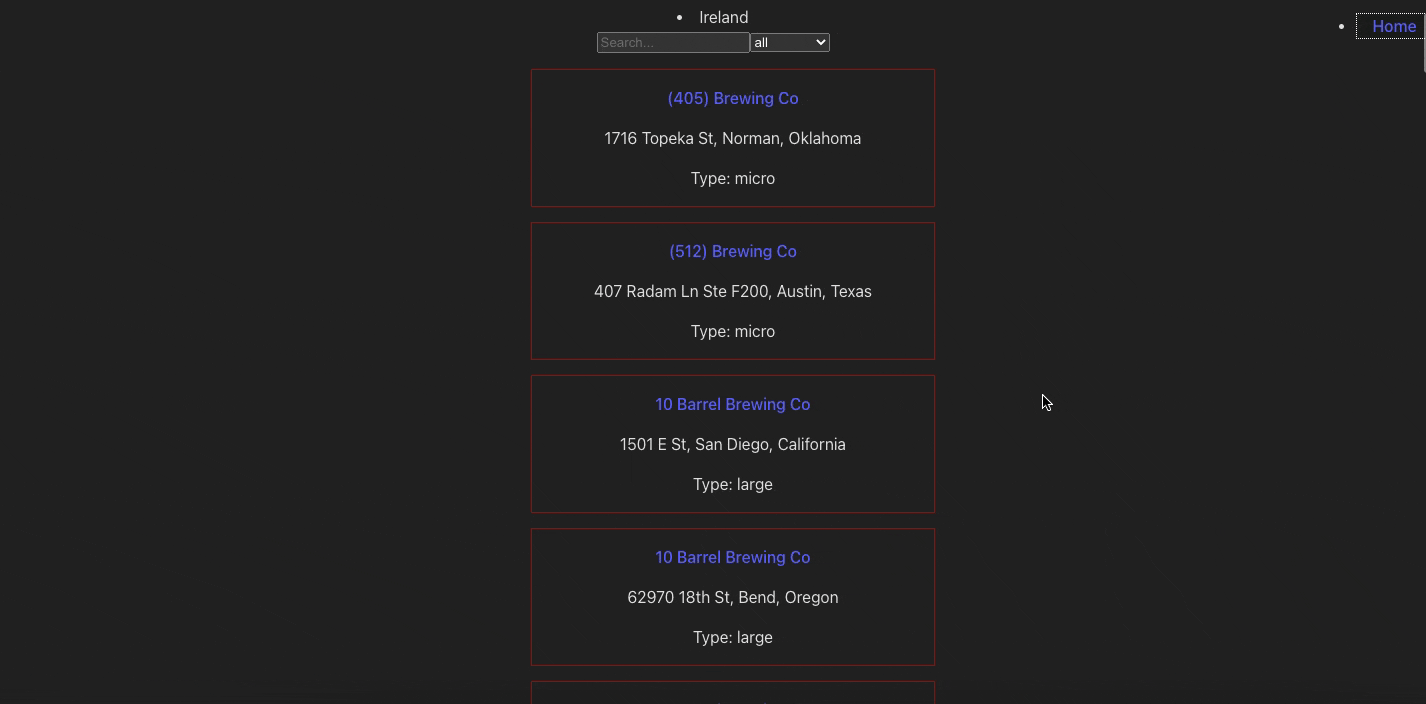 Ireland
Home
Search...
all
(405) Brewing Co
1716 Topeka St, Norman, Oklahoma
Type: micro
(512) Brewing Co
407 Radam Ln Ste F200, Austin, Texas
Type: micro
10 Barrel Brewing Co
1501 E St, San Diego, California
Type: large
10 Barrel Brewing Co
62970 18th St, Bend, Oregon
Type: large